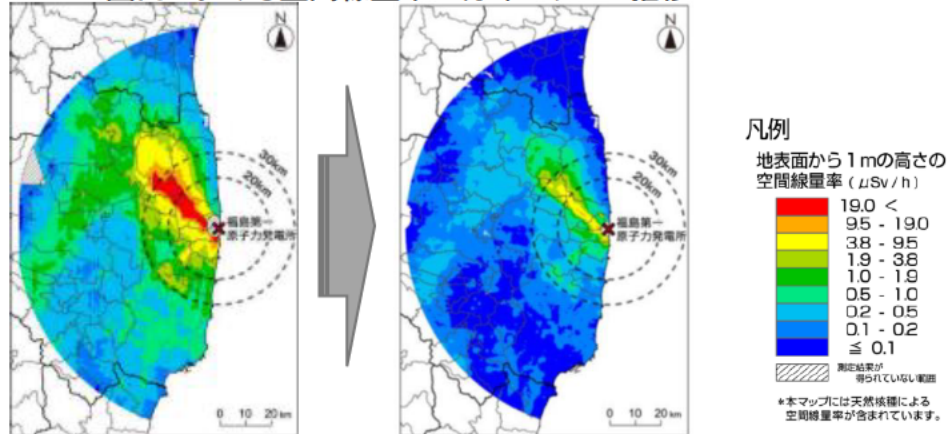 N
30km
20km
福島第一
原子力発電所
0 10 20 km
N
30km
20km
福島第一
原子力発電所
0 10 20 km
凡例
地表面から1mの高さの
空間線量率 (μSv/h)
19.0 <
9.5 - 19.0
3.8 - 9.5
1.9 - 3.8
1.0 - 1.9
0.5 - 1.0
0.2 - 0.5
0.1 - 0.2
≦ 0.1
測定結果が
得られていない範囲
*本マップには天然核種による
空間線量率が含まれています。